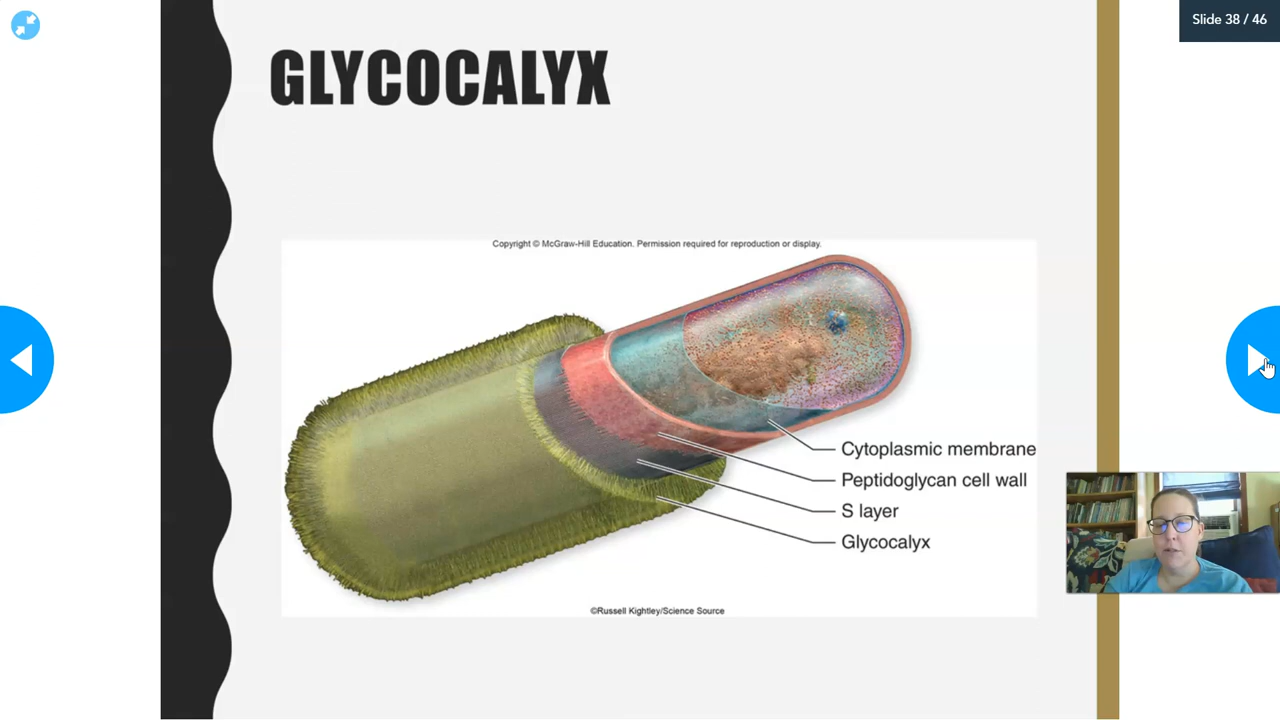 Slide 38 / 46
GLYCOCALYX
Copyright © McGraw-Hill Education. Permission required for reproduction or display.
Cytoplasmic membrane
Peptidoglycan cell wall
S layer
Glycocalyx
©Russell Kightley/Science Source